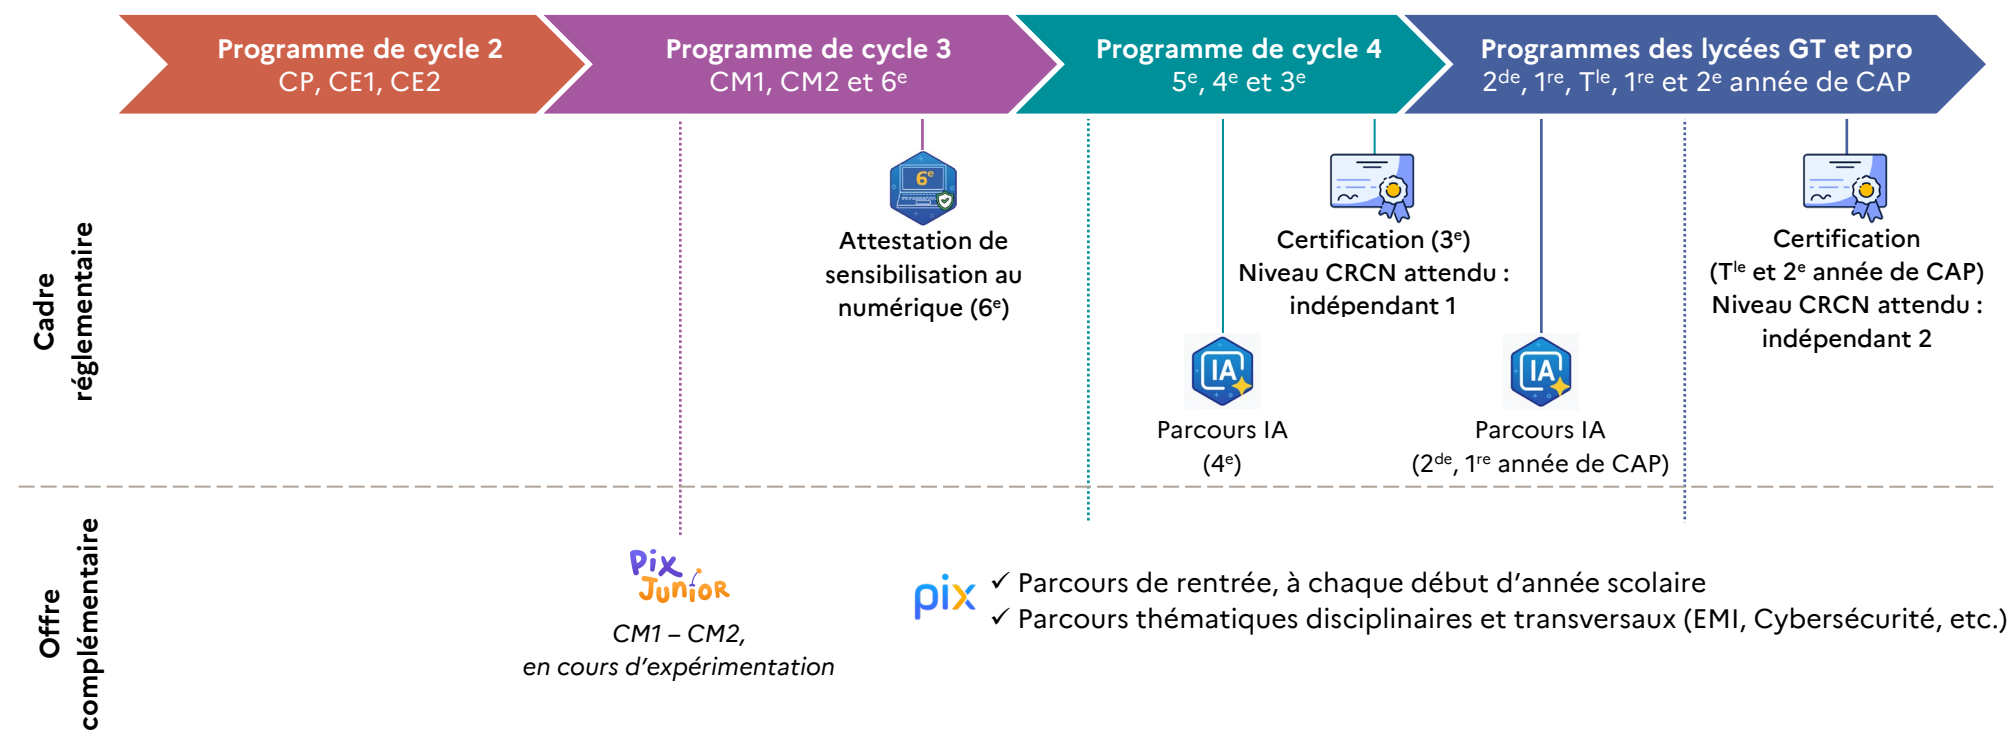 Programme de cycle 2
CP, CE1, CE2
Programme de cycle 3
CM1, CM2 et 6e
Programme de cycle 4
5e, 4e et 3e
Programmes des lycées GT et pro
2de, 1re, Tle, 1re et 2e année de CAP
Cadre
réglementaire
6e
Attestation de
sensibilisation au
numérique (6e)
Certification (3e)
Niveau CRCN attendu :
indépendant 1
Certification
(Tle et 2e année de CAP)
Niveau CRCN attendu :
indépendant 2
IA
Parcours IA
(4e)
IA
Parcours IA
(2de, 1re année de CAP)
Offre
complémentaire
Pix
Junior
CM1 – CM2,
en cours d’expérimentation
pix
✓ Parcours de rentrée, à chaque début d’année scolaire
✓ Parcours thématiques disciplinaires et transversaux (EMI, Cybersécurité, etc.)